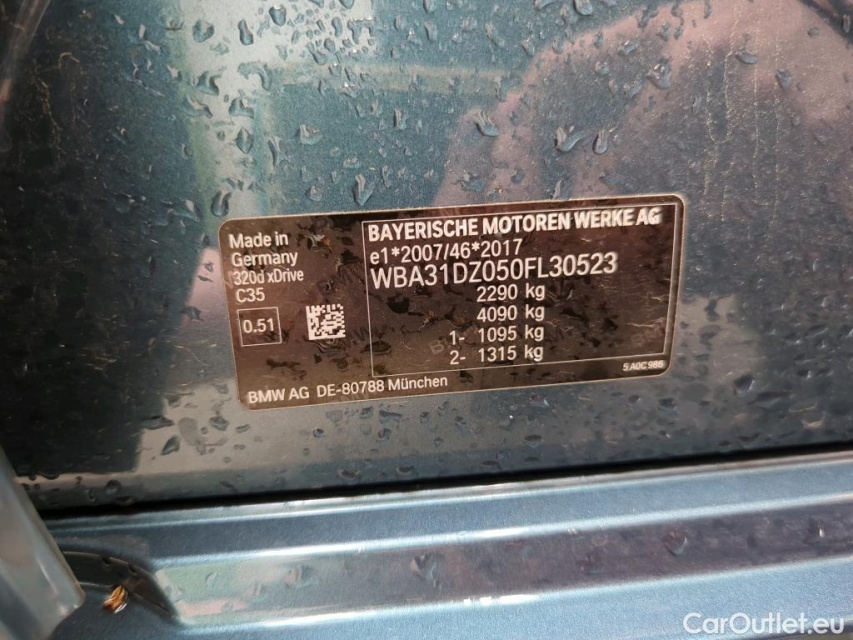 Made in
Germany
320d xDrive
C35
0.51
BAYERISCHE MOTOREN WERKE AG
e1*2007/46*2017
WBA31DZ050FL30523
2290 kg
4090 kg
1- 1095 kg
2- 1315 kg
BMW AG DE-80788 München
5A0C986
CarOutlet.eu